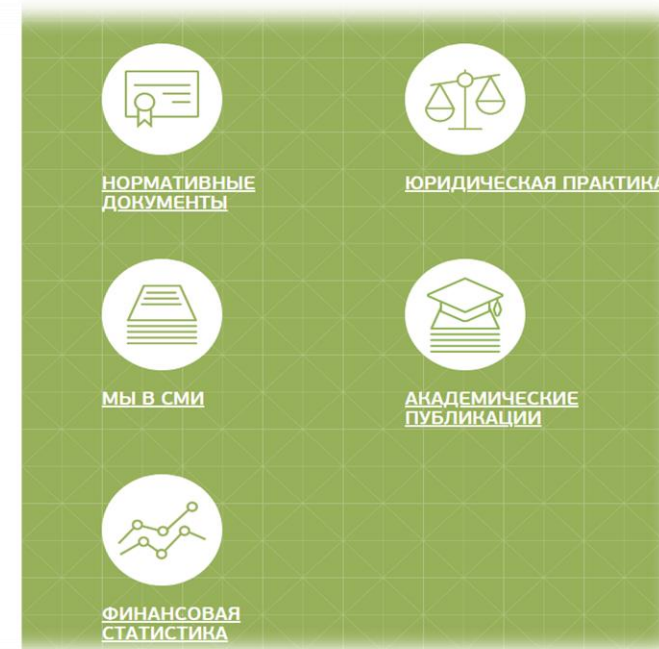 НОРМАТИВНЫЕ
ДОКУМЕНТЫ
ЮРИДИЧЕСКАЯ ПРАКТИКА
МЫ В СМИ
АКАДЕМИЧЕСКИЕ
ПУБЛИКАЦИИ
ФИНАНСОВАЯ
СТАТИСТИКА